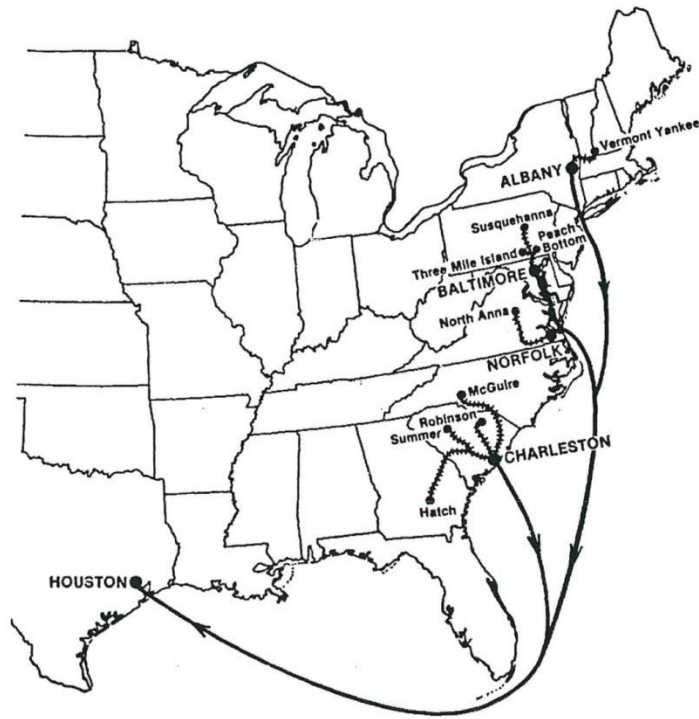 Vermont Yankee
ALBANY
Susquehanna
Peach
Bottom
Three Mile Island
BALTIMORE
North Anna
NORFOLK
McGuire
Robinson
Summer
CHARLESTON
Hatch
HOUSTON